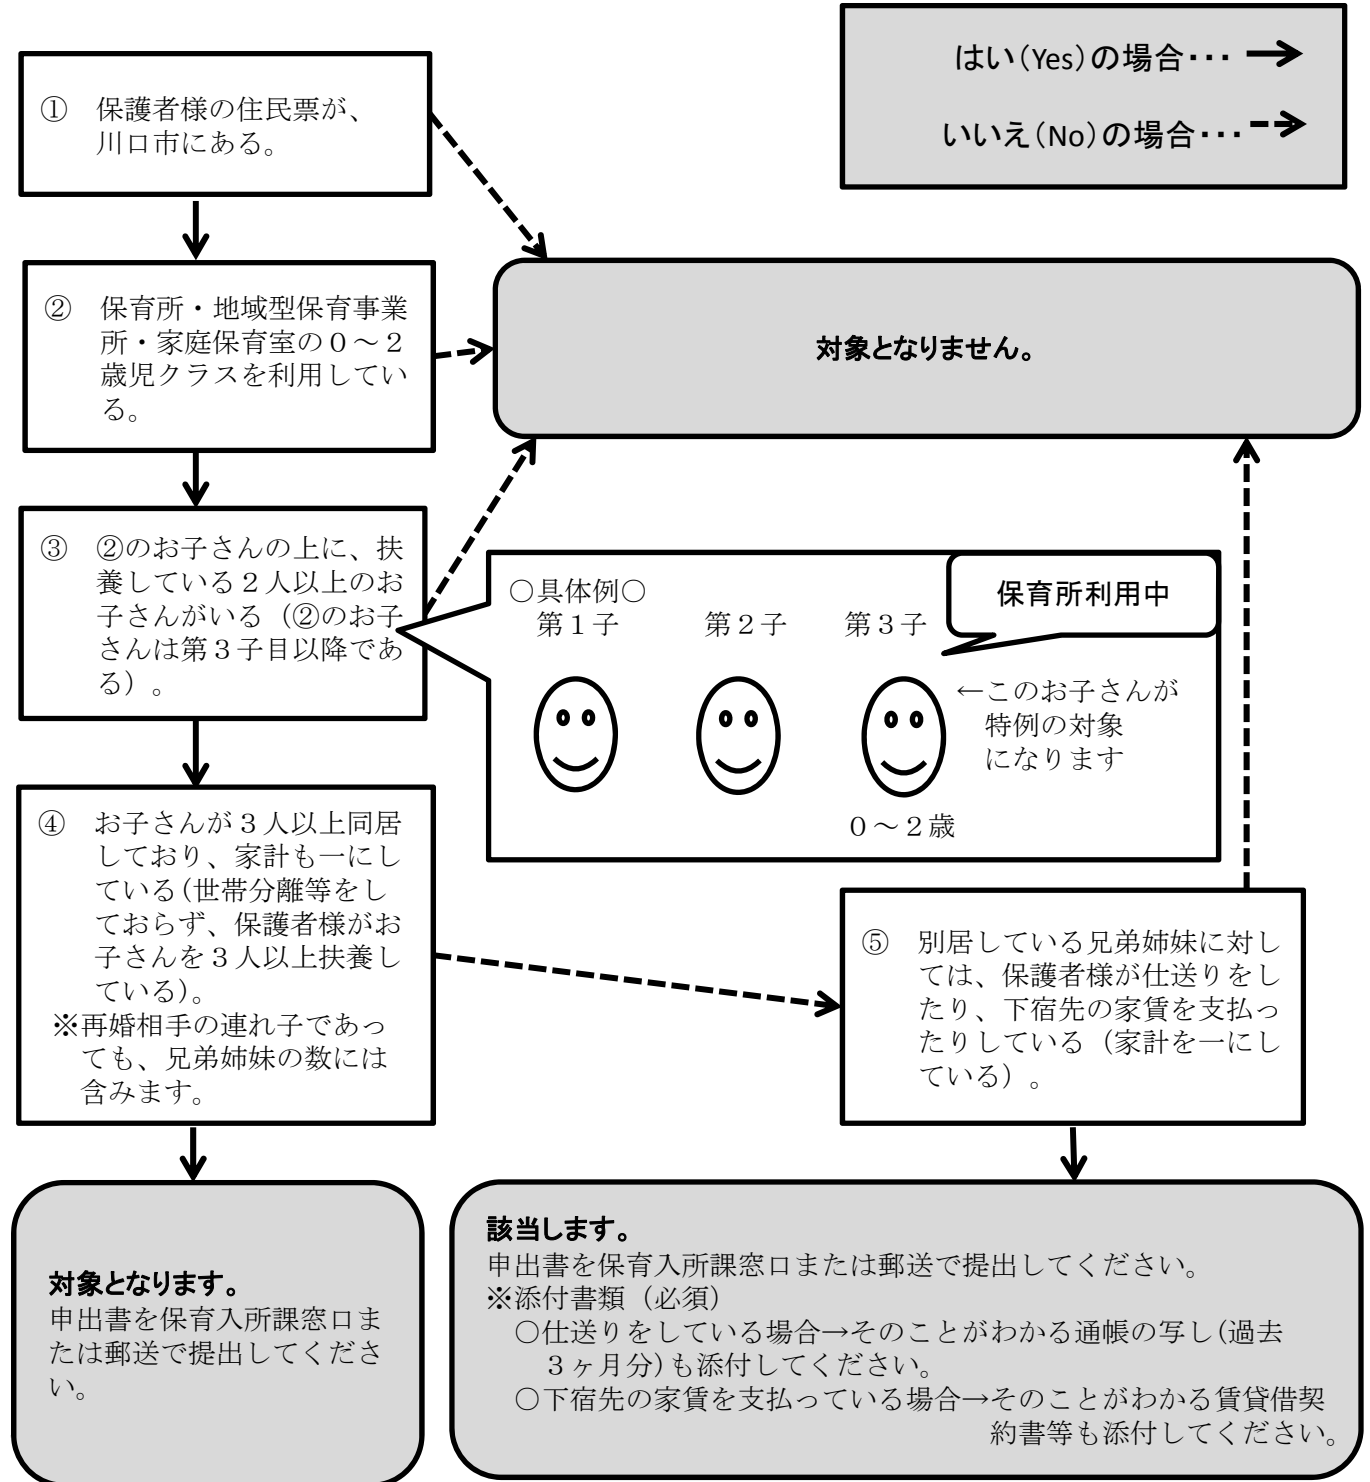 はい(Yes)の場合･･･
いいえ(No)の場合･･･
① 保護者様の住民票が、
川口市にある。
② 保育所・地域型保育事業
所・家庭保育室の０～２
歳児クラスを利用してい
る。
対象となりません。
③ ②のお子さんの上に、扶
養している２人以上のお
子さんがいる（②のお子
さんは第３子目以降であ
る）。
○具体例○
第１子 第２子 第３子
保育所利用中
←このお子さんが
特例の対象
になります
０～２歳
④ お子さんが３人以上同居
しており、家計も一にし
ている(世帯分離等をし
ておらず、保護者様がお
子さんを３人以上扶養し
ている)。
※再婚相手の連れ子であっ
ても、兄弟姉妹の数には
含みます。
⑤ 別居している兄弟姉妹に対し
ては、保護者様が仕送りをし
たり、下宿先の家賃を支払っ
たりしている（家計を一にし
ている）。
対象となります。
申出書を保育入所課窓口ま
たは郵送で提出してくださ
い。
該当します。
申出書を保育入所課窓口または郵送で提出してください。
※添付書類（必須）
○仕送りをしている場合→そのことがわかる通帳の写し(過去
３ヶ月分)も添付してください。
○下宿先の家賃を支払っている場合→そのことがわかる賃貸借契
約書等も添付してください。